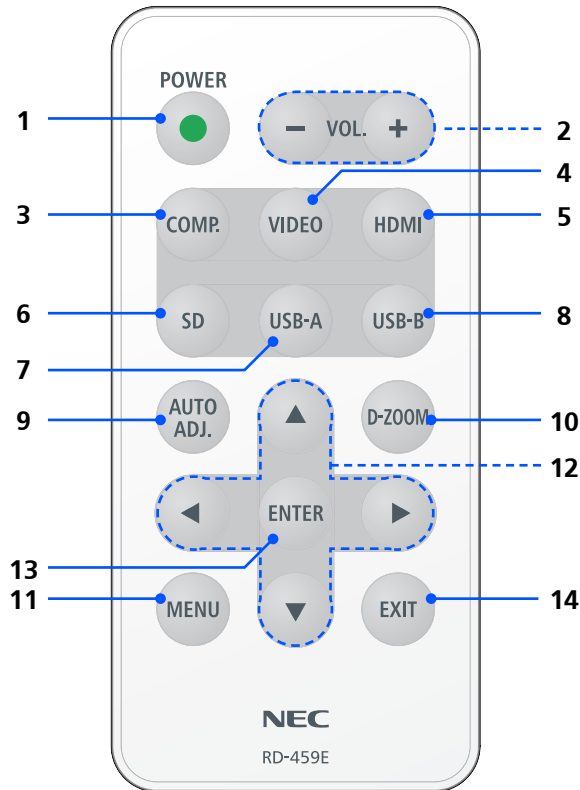 POWER
1
− VOL. +
2
4
3
COMP.
VIDEO
HDMI
5
6
SD
USB-A
USB-B
8
7
9
AUTO
ADJ.
D-ZOOM
10
12
ENTER
13
11
MENU
EXIT
14
NEC
RD-459E